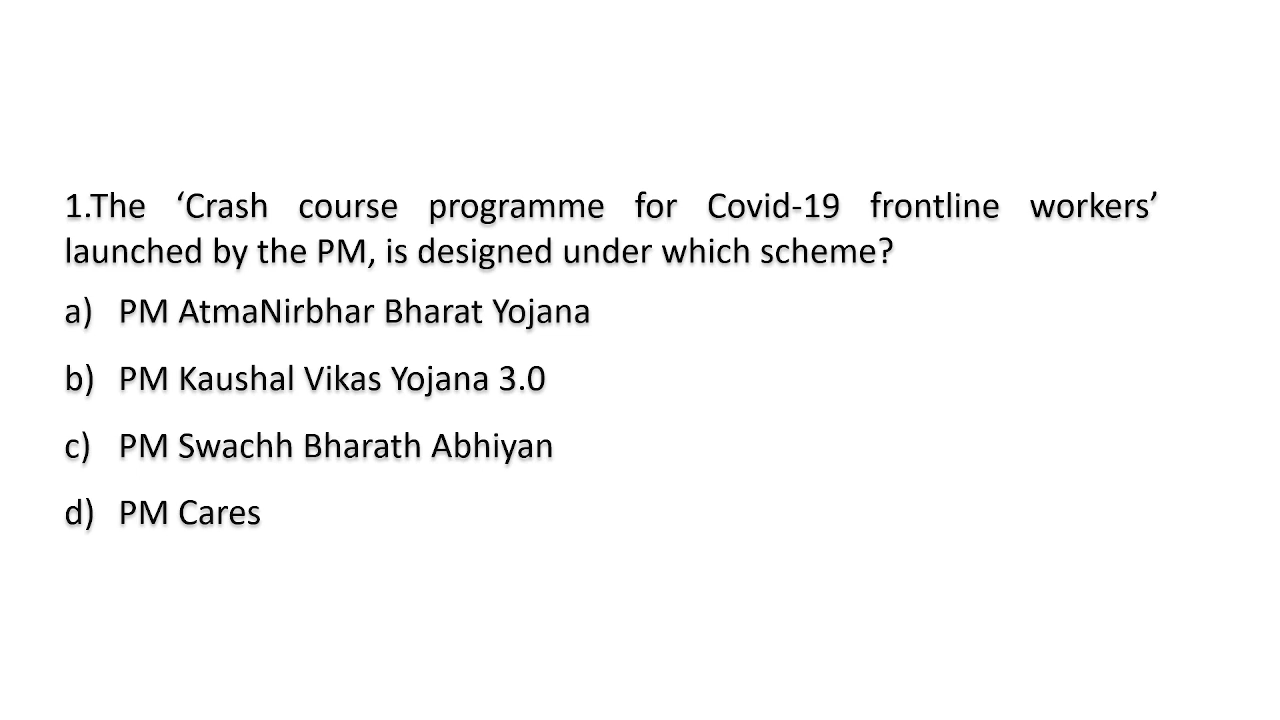 1.The ‘Crash course programme for Covid-19 frontline workers’
launched by the PM, is designed under which scheme?
a) PM AtmaNirbhar Bharat Yojana
b) PM Kaushal Vikas Yojana 3.0
c) PM Swachh Bharath Abhiyan
d) PM Cares